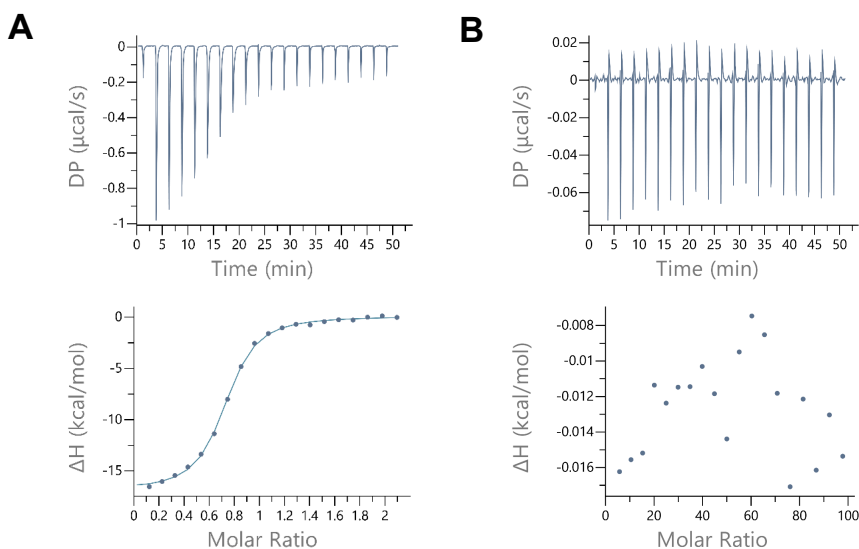 A
0
-0.2
-0.4
-0.6
-0.8
-1
DP (µcal/s)
0 5 10 15 20 25 30 35 40 45 50
Time (min)
B
0.02
0
-0.02
-0.04
-0.06
DP (µcal/s)
0 5 10 15 20 25 30 35 40 45 50
Time (min)
0
-5
-10
-15
ΔH (kcal/mol)
0 0.2 0.4 0.6 0.8 1 1.2 1.4 1.6 1.8 2
Molar Ratio
-0.008
-0.01
-0.012
-0.014
-0.016
ΔH (kcal/mol)
0 20 40 60 80 100
Molar Ratio